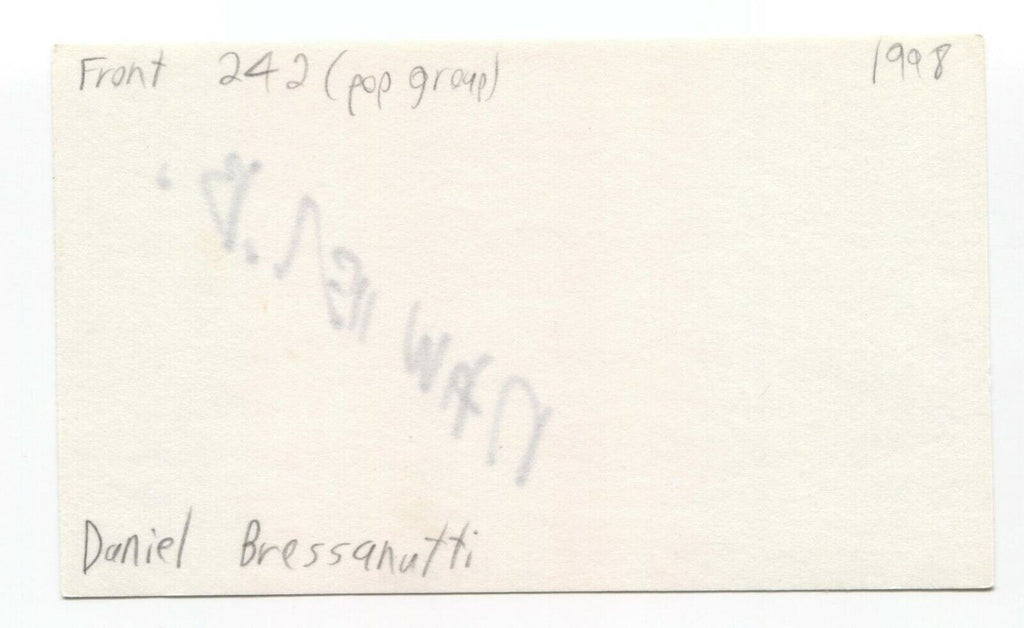 Front 242 (pop group)
1998
Daniel Bressanutti